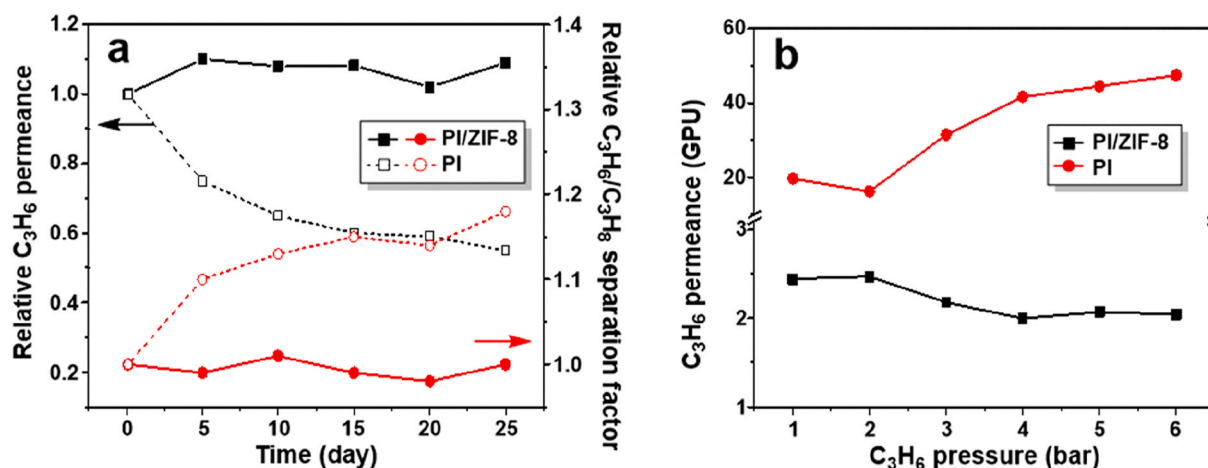 a
Relative C₃H₆ permeance
1.2
1.0
0.8
0.6
0.4
0.2
0 5 10 15 20 25
Time (day)
PI/ZIF-8
PI
1.4
1.3
1.2
1.1
1.0
Relative C₃H₆/C₃H₈ separation factor
b
C₃H₆ permeance (GPU)
60
40
20
3
2
1
1 2 3 4 5 6
C₃H₆ pressure (bar)
PI/ZIF-8
PI